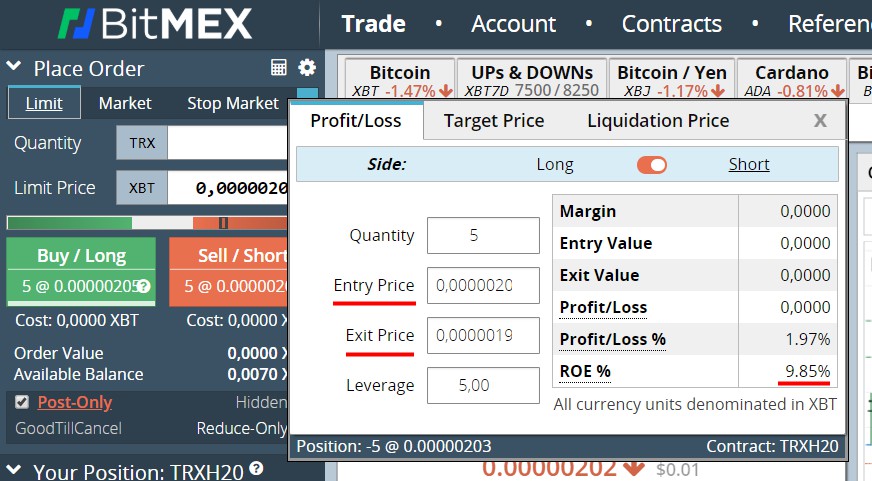 BitMEX
Trade • Account • Contracts • Referen
Place Order
Bitcoin
XBT -1.47%
UPs & DOWNs
XBT7D 7500 / 8250
Bitcoin / Yen
XBJ -1.17%
Cardano
ADA -0.81%
Bi
B
Limit Market Stop Market
Quantity TRX
Limit Price XBT 0,0000020
Buy / Long
5 @ 0.00000205
Sell / Short
5 @ 0.0000020
Cost: 0,0000 XBT
Cost: 0,0000 X
Order Value 0,0000 X
Available Balance 0,0070 X
Post-Only Hidden
GoodTillCancel Reduce-Only
Your Position: TRXH20 ?
Profit/Loss Target Price Liquidation Price X
Side: Long Short
Quantity 5
Entry Price 0,0000020
Exit Price 0,0000019
Leverage 5,00
Margin 0,0000
Entry Value 0,0000
Exit Value 0,0000
Profit/Loss 0,0000
Profit/Loss % 1.97%
ROE % 9.85%
All currency units denominated in XBT
Position: -5 @ 0.00000203 Contract: TRXH20
0.00000202 $0.01